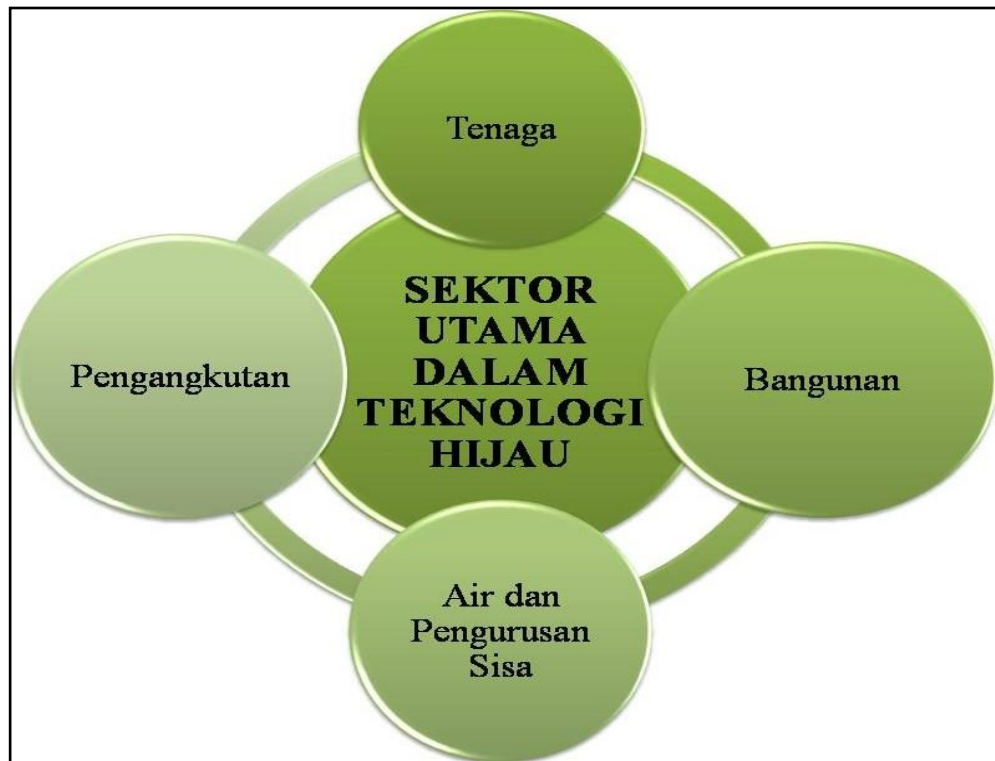 Tenaga
SEKTOR
UTAMA
DALAM
TEKNOLOGI
HIJAU
Pengangkutan
Bangunan
Air dan
Pengurusan
Sisa